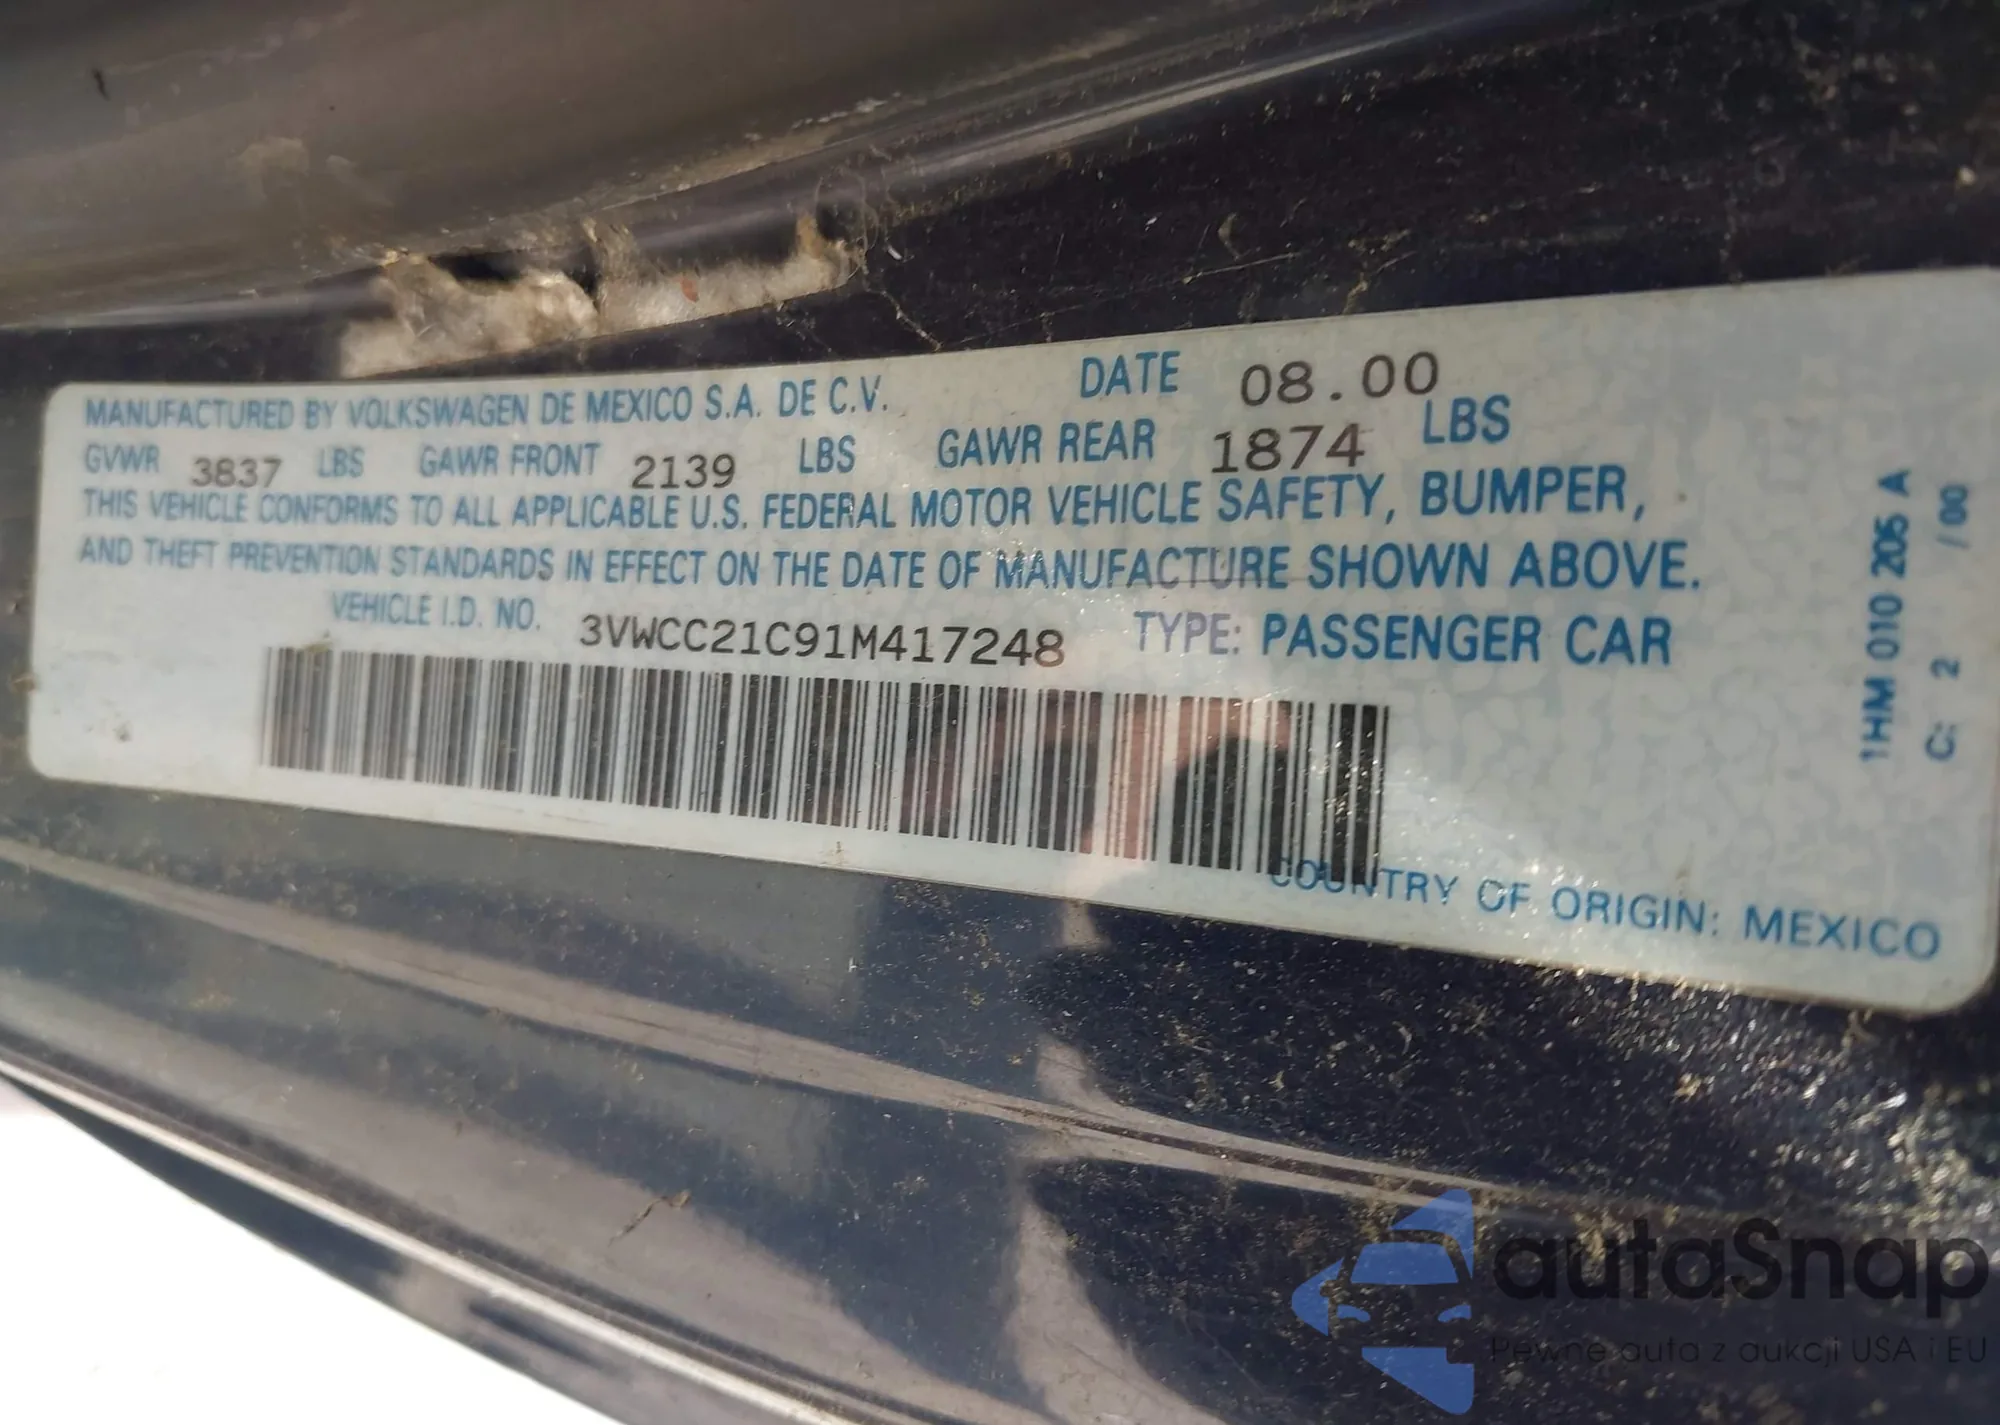 MANUFACTURED BY VOLKSWAGEN DE MEXICO S.A. DE C.V. DATE 08.00
GVWR 3837 LBS GAWR FRONT 2139 LBS GAWR REAR 1874 LBS
THIS VEHICLE CONFORMS TO ALL APPLICABLE U.S. FEDERAL MOTOR VEHICLE SAFETY, BUMPER,
AND THEFT PREVENTION STANDARDS IN EFFECT ON THE DATE OF MANUFACTURE SHOWN ABOVE.
VEHICLE I.D. NO. 3VWCC21C91M417248 TYPE: PASSENGER CAR
COUNTRY OF ORIGIN: MEXICO
1HM 010 205 A
C: 2 /00
autaSnap
Pewne auta z aukcji USA i EU